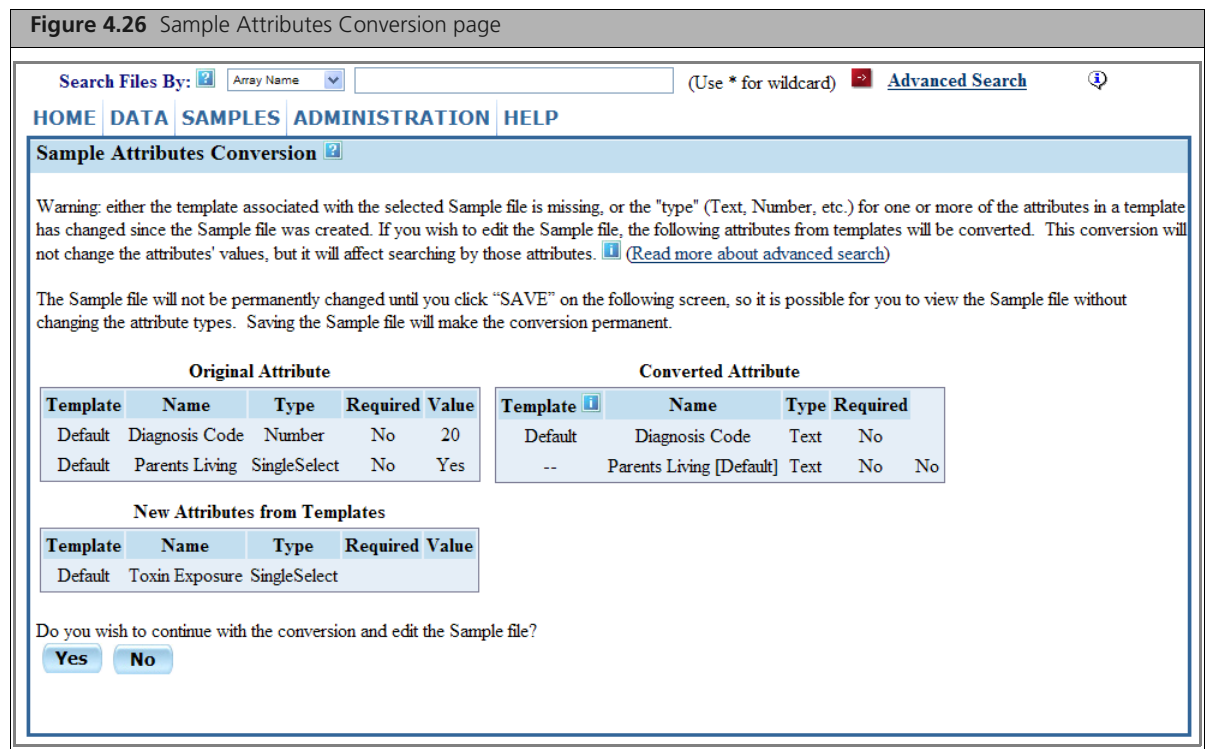 Figure 4.26 Sample Attributes Conversion page
Search Files By: ? Array Name (Use * for wildcard) Advanced Search
HOME DATA SAMPLES ADMINISTRATION HELP
Sample Attributes Conversion ?
Warning: either the template associated with the selected Sample file is missing, or the "type" (Text, Number, etc.) for one or more of the attributes in a template
has changed since the Sample file was created. If you wish to edit the Sample file, the following attributes from templates will be converted. This conversion will
not change the attributes' values, but it will affect searching by those attributes. i (Read more about advanced search)
The Sample file will not be permanently changed until you click “SAVE” on the following screen, so it is possible for you to view the Sample file without
changing the attribute types. Saving the Sample file will make the conversion permanent.
Original Attribute
Template Name Type Required Value
Default Diagnosis Code Number No 20
Default Parents Living SingleSelect No Yes
Converted Attribute
Template i Name Type Required
Default Diagnosis Code Text No
-- Parents Living [Default] Text No No
New Attributes from Templates
Template Name Type Required Value
Default Toxin Exposure SingleSelect
Do you wish to continue with the conversion and edit the Sample file?
Yes No